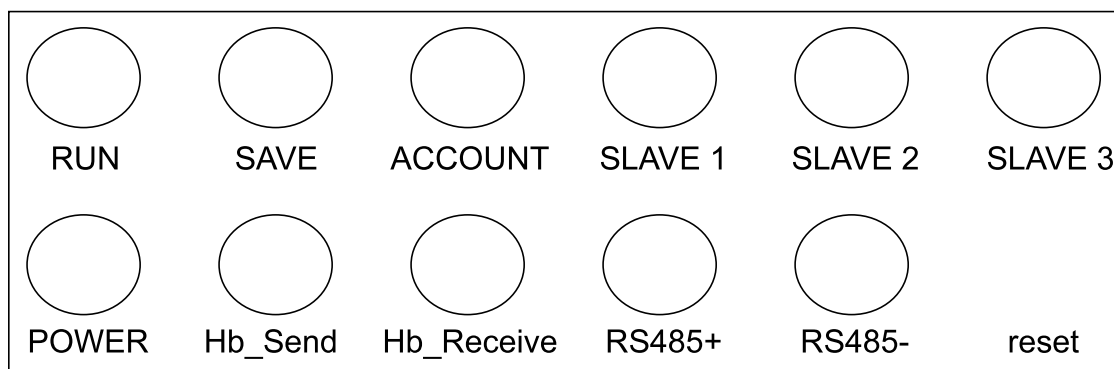 RUN SAVE ACCOUNT SLAVE 1 SLAVE 2 SLAVE 3
POWER Hb_Send Hb_Receive RS485+ RS485- reset